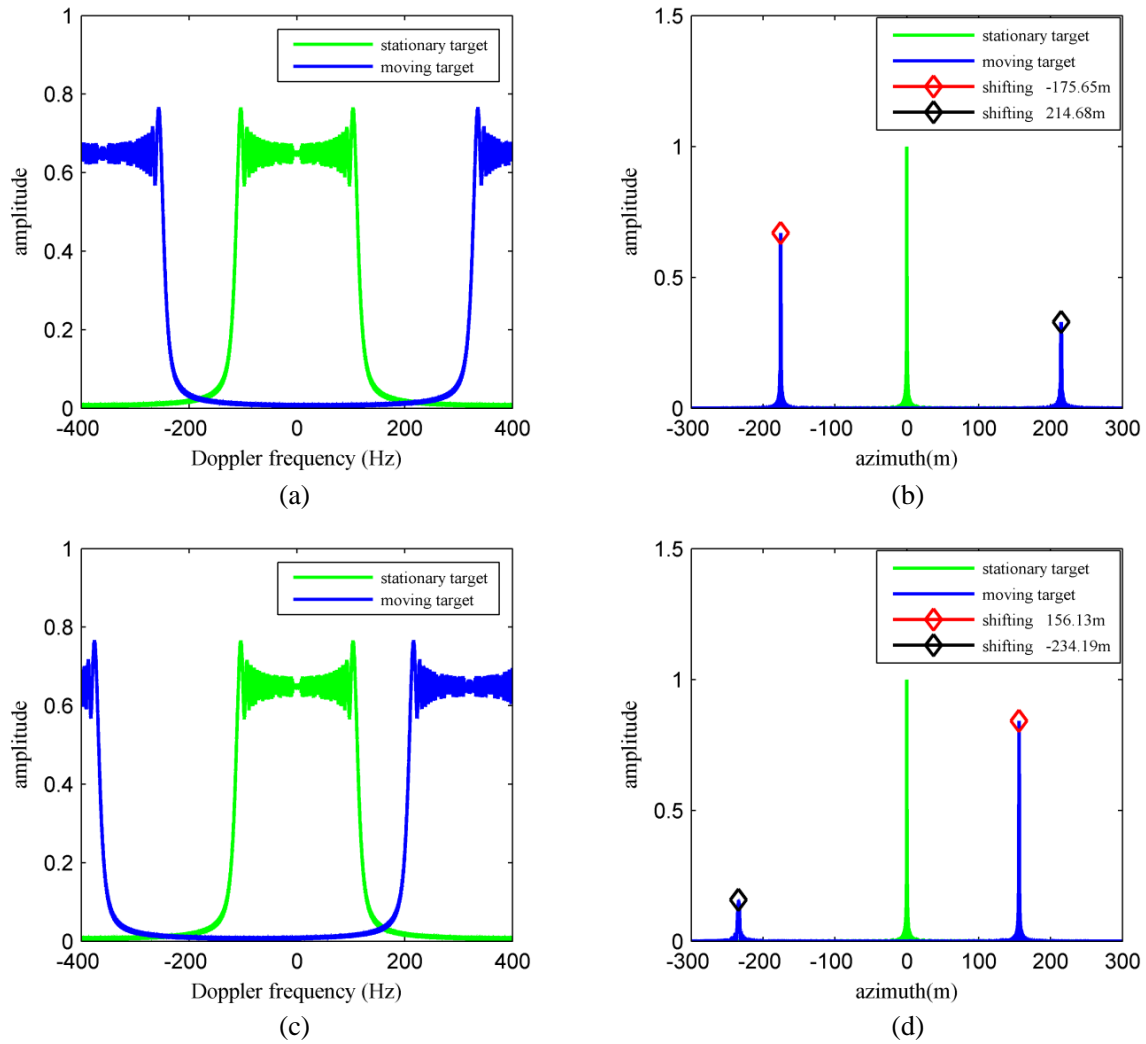 1
0.8
0.6
0.4
0.2
0
amplitude
stationary target
moving target
-400 -200 0 200 400
Doppler frequency (Hz)
(a)
1.5
1
0.5
0
amplitude
stationary target
moving target
shifting -175.65m
shifting 214.68m
-300 -200 -100 0 100 200 300
azimuth(m)
(b)
1
0.8
0.6
0.4
0.2
0
amplitude
stationary target
moving target
-400 -200 0 200 400
Doppler frequency (Hz)
(c)
1.5
1
0.5
0
amplitude
stationary target
moving target
shifting 156.13m
shifting -234.19m
-300 -200 -100 0 100 200 300
azimuth(m)
(d)